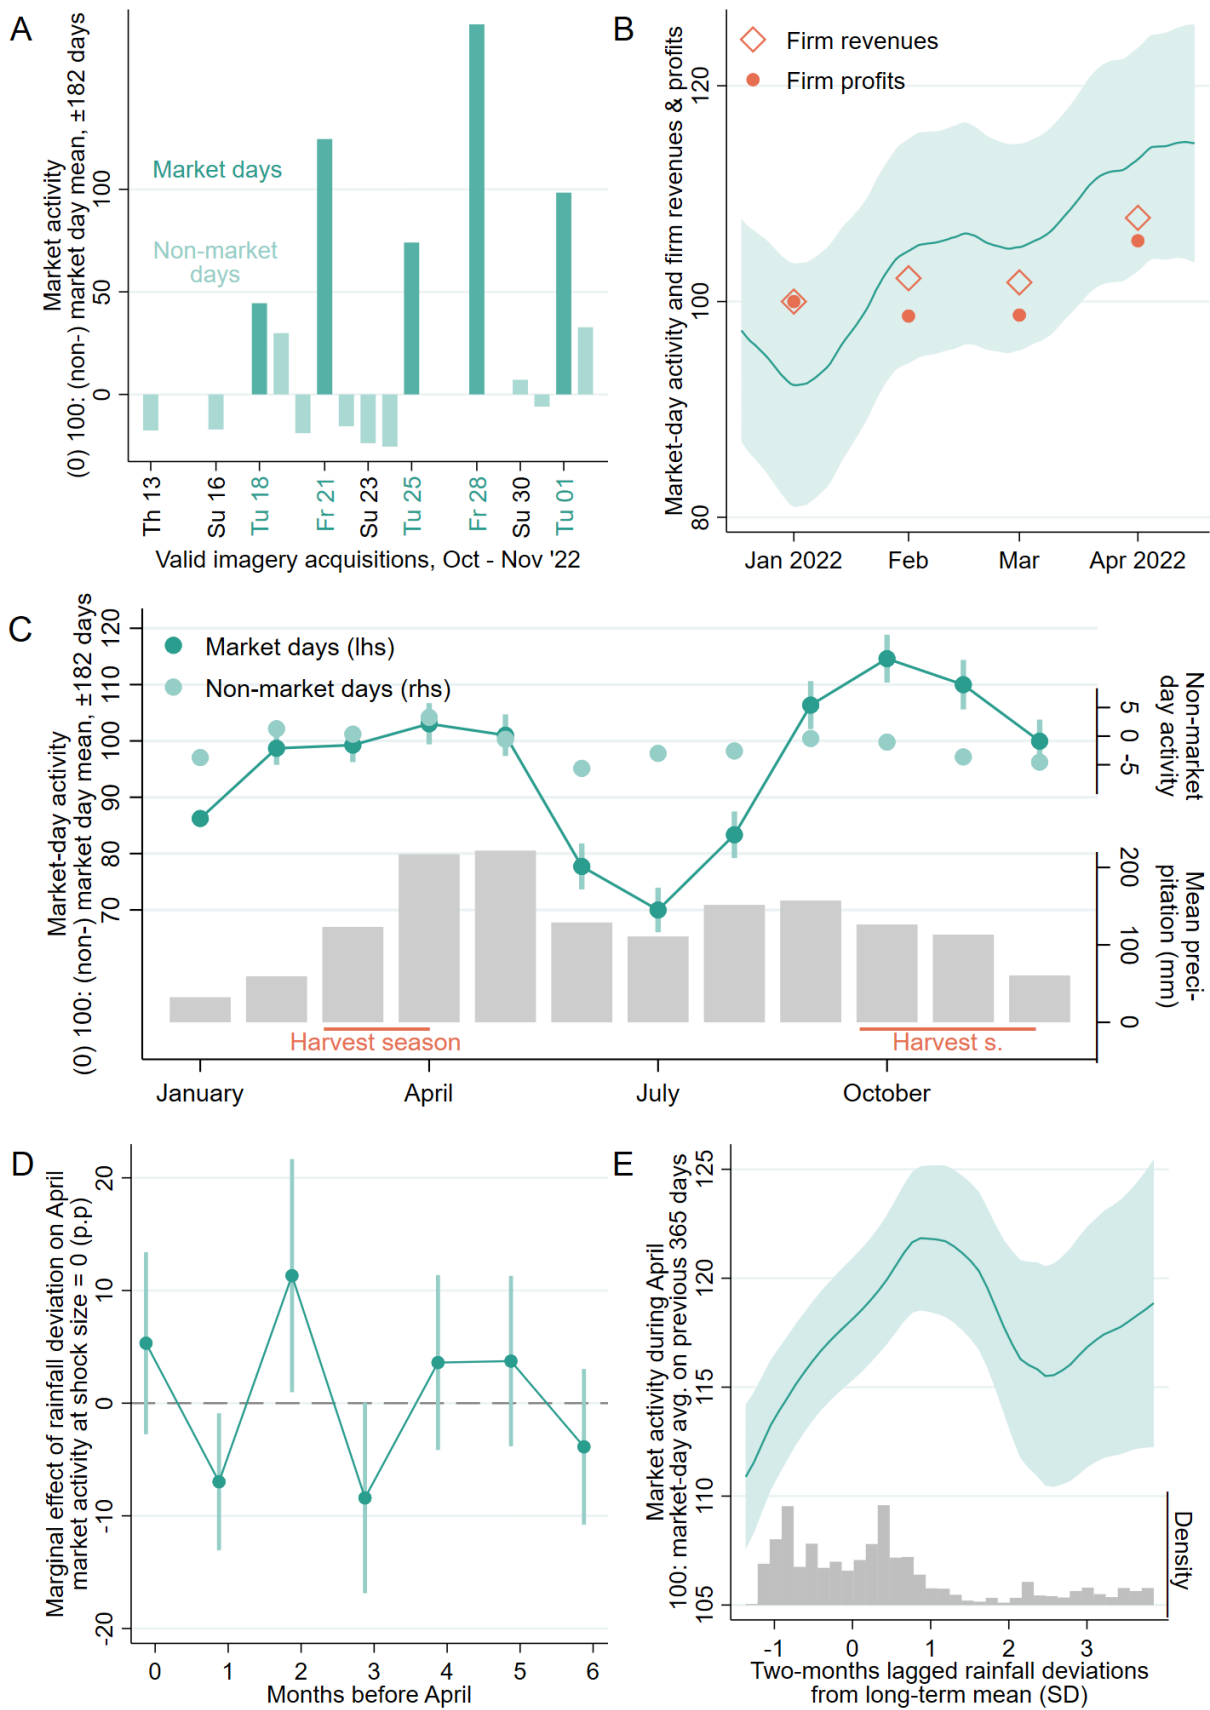 A
Market activity
(0) 100: (non-) market day mean, ±182 days
100
50
0
Market days
Non-market
days
Th 13
Su 16
Tu 18
Fr 21
Su 23
Tu 25
Fr 28
Su 30
Tu 01
Valid imagery acquisitions, Oct - Nov '22
B
Market-day activity and firm revenues & profits
120
100
80
Firm revenues
Firm profits
Jan 2022
Feb
Mar
Apr 2022
C
Market-day activity
(0) 100: (non-) market day mean, ±182 days
120
110
100
90
80
70
Market days (lhs)
Non-market days (rhs)
5
0
-5
Non-market
day activity
200
100
0
Mean preci-
pitation (mm)
Harvest season
Harvest s.
January
April
July
October
D
Marginal effect of rainfall deviation on April
market activity at shock size = 0 (p.p)
20
10
0
-10
-20
0
1
2
3
4
5
6
Months before April
E
Market activity during April
100: market-day avg. on previous 365 days
125
120
115
110
105
Density
-1
0
1
2
3
Two-months lagged rainfall deviations
from long-term mean (SD)